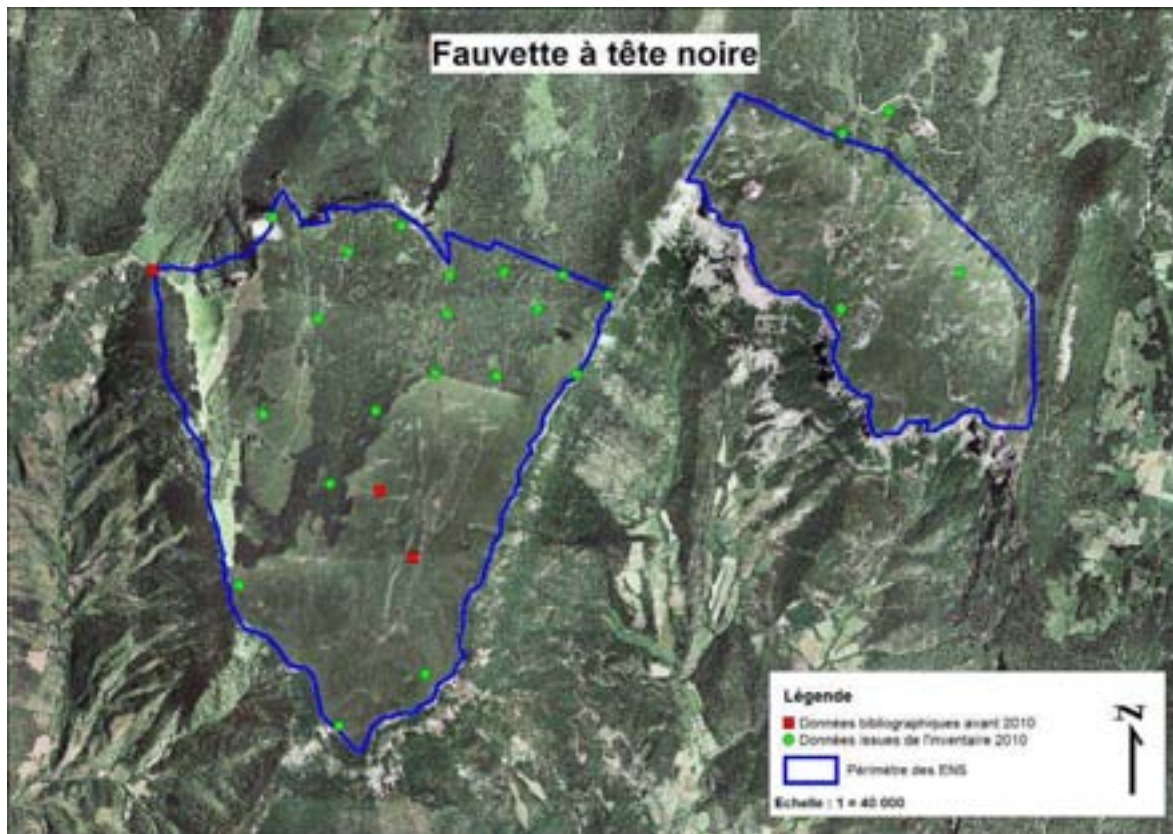 Fauvette à tête noire
Légende
Données bibliographiques avant 2010
Données issues de l'inventaire 2010
Périmètre des ENS
Echelle : 1 = 40 000
N